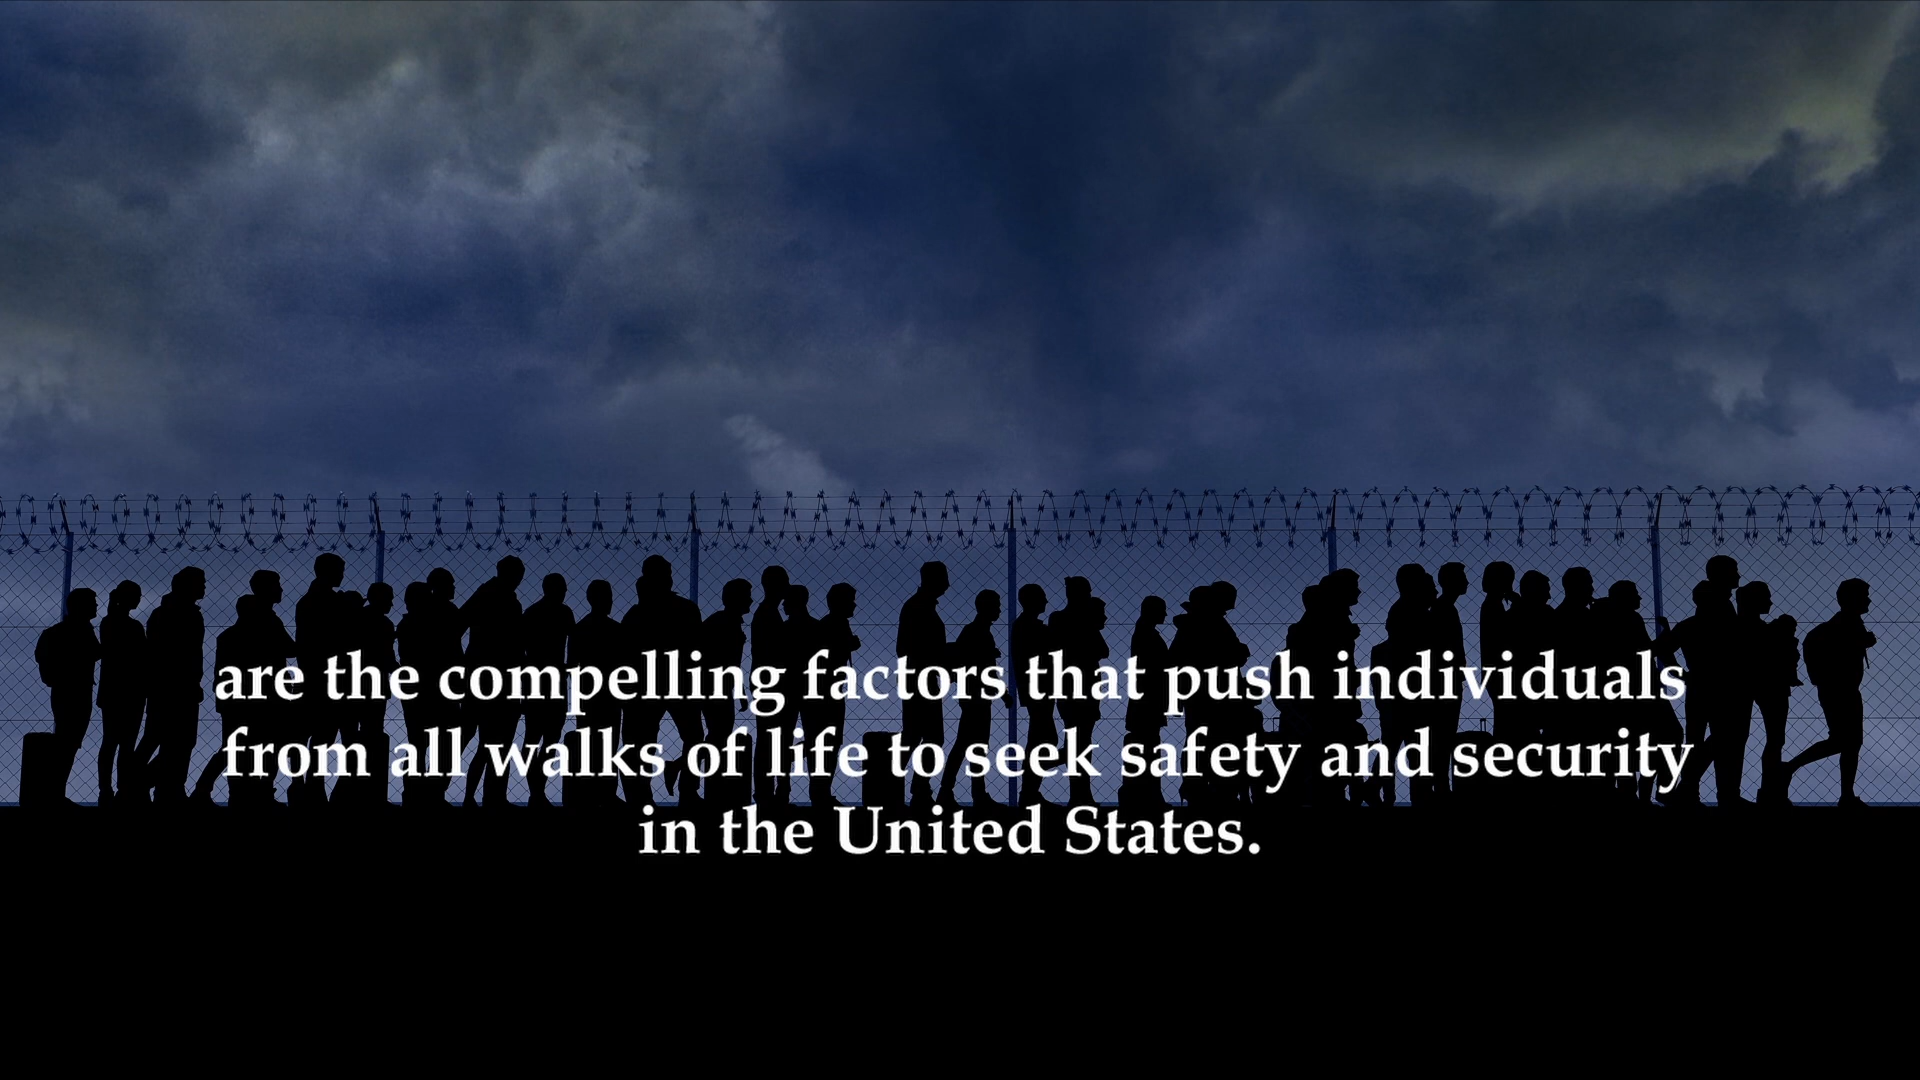 are the compelling factors that push individuals
from all walks of life to seek safety and security
in the United States.